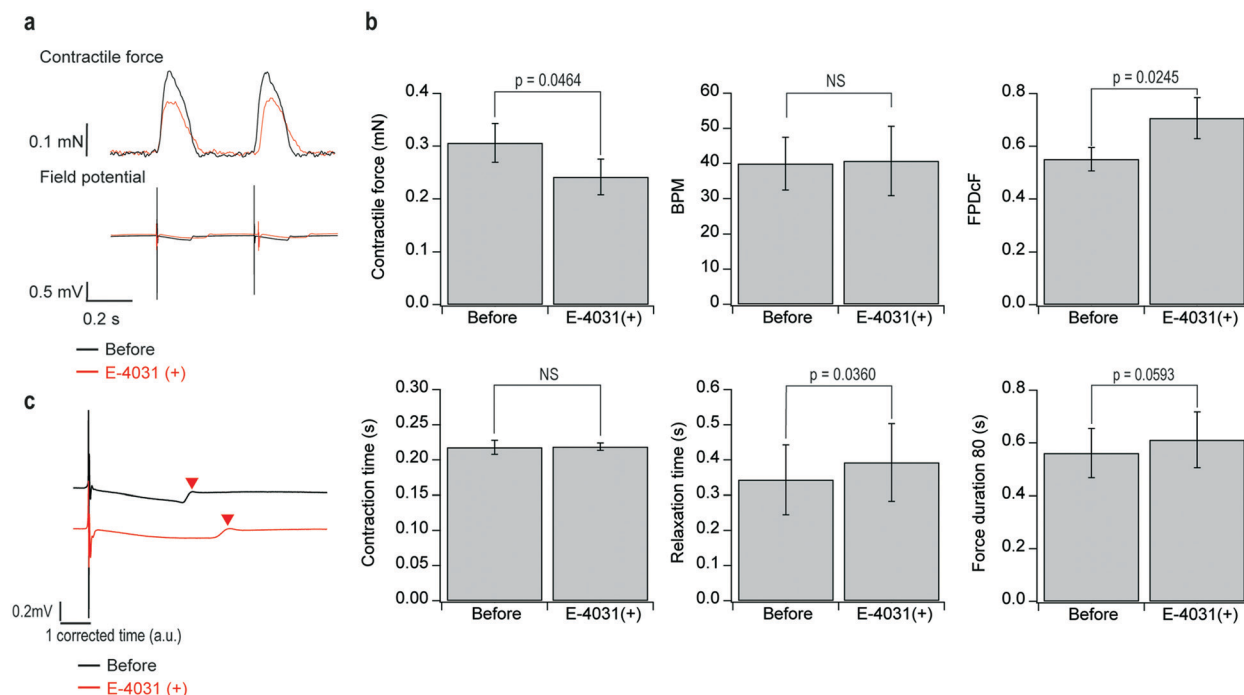 a
Contractile force
0.1 mN
Field potential
0.5 mV
0.2 s
Before
E-4031 (+)
b
p = 0.0464
Contractile force (mN)
0.4
0.3
0.2
0.1
0.0
Before
E-4031(+)
NS
BPM
60
50
40
30
20
10
0
Before
E-4031(+)
p = 0.0245
FPDcF
0.8
0.6
0.4
0.2
0.0
Before
E-4031(+)
NS
Contraction time (s)
0.30
0.25
0.20
0.15
0.10
0.05
0.00
Before
E-4031(+)
p = 0.0360
Relaxation time (s)
0.6
0.5
0.4
0.3
0.2
0.1
0.0
Before
E-4031(+)
p = 0.0593
Force duration 80 (s)
0.8
0.6
0.4
0.2
0.0
Before
E-4031(+)
c
0.2mV
1 corrected time (a.u.)
Before
E-4031 (+)